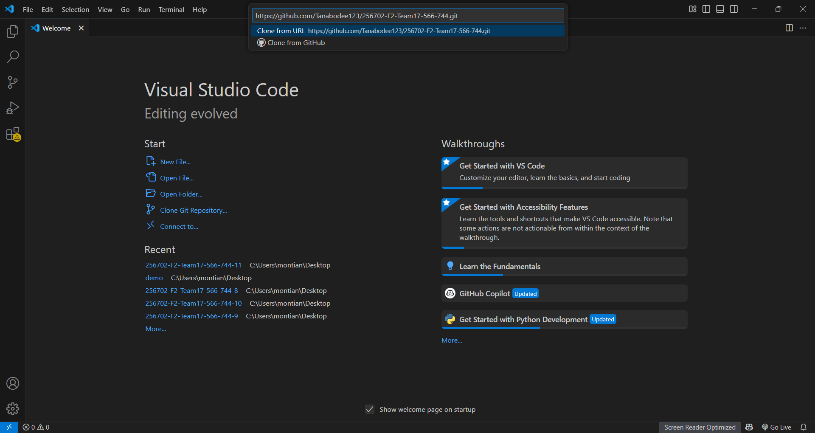 File Edit Selection View Go Run Terminal Help
https://github.com/Tanabodee123/256702-F2-Team17-566-744.git
Clone from URL https://github.com/Tanabodee123/256702-F2-Team17-566-744.git
Clone from GitHub
Welcome
Visual Studio Code
Editing evolved
Start
New File...
Open File...
Open Folder...
Clone Git Repository...
Connect to...
Recent
256702-F2-Team17-566-744-11 C:\Users\montian\Desktop
demo C:\Users\montian\Desktop
256702-F2-Team17-566-744-8 C:\Users\montian\Desktop
256702-F2-Team17-566-744-10 C:\Users\montian\Desktop
256702-F2-Team17-566-744-9 C:\Users\montian\Desktop
More...
Walkthroughs
Get Started with VS Code
Customize your editor, learn the basics, and start coding
Get Started with Accessibility Features
Learn the tools and shortcuts that make VS Code accessible. Note that
some actions are not actionable from within the context of the
walkthrough.
Learn the Fundamentals
GitHub Copilot Updated
Get Started with Python Development Updated
More...
Show welcome page on startup
0 0
Screen Reader Optimized
Go Live